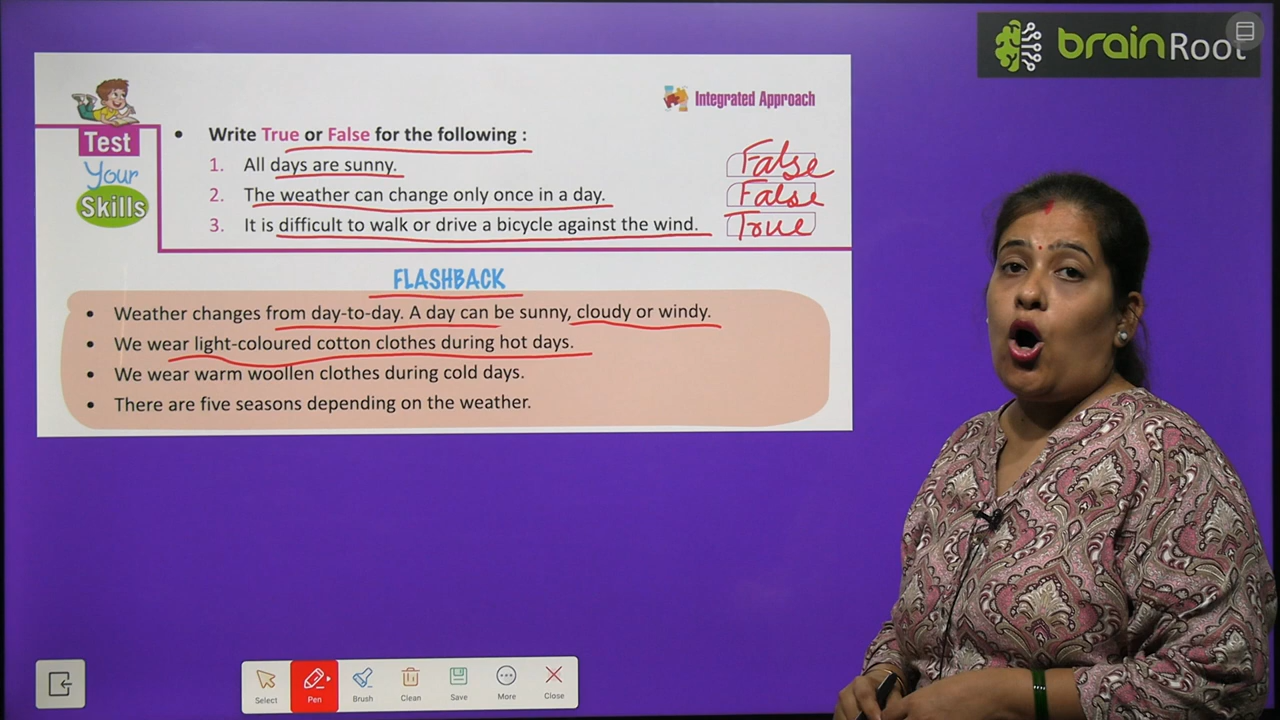 brainRoot
Integrated Approach
Test
Your
Skills
• Write True or False for the following :
1. All days are sunny. False
2. The weather can change only once in a day. False
3. It is difficult to walk or drive a bicycle against the wind. True
FLASHBACK
• Weather changes from day-to-day. A day can be sunny, cloudy or windy.
• We wear light-coloured cotton clothes during hot days.
• We wear warm woollen clothes during cold days.
• There are five seasons depending on the weather.
Select Pen Brush Clean Save More Close